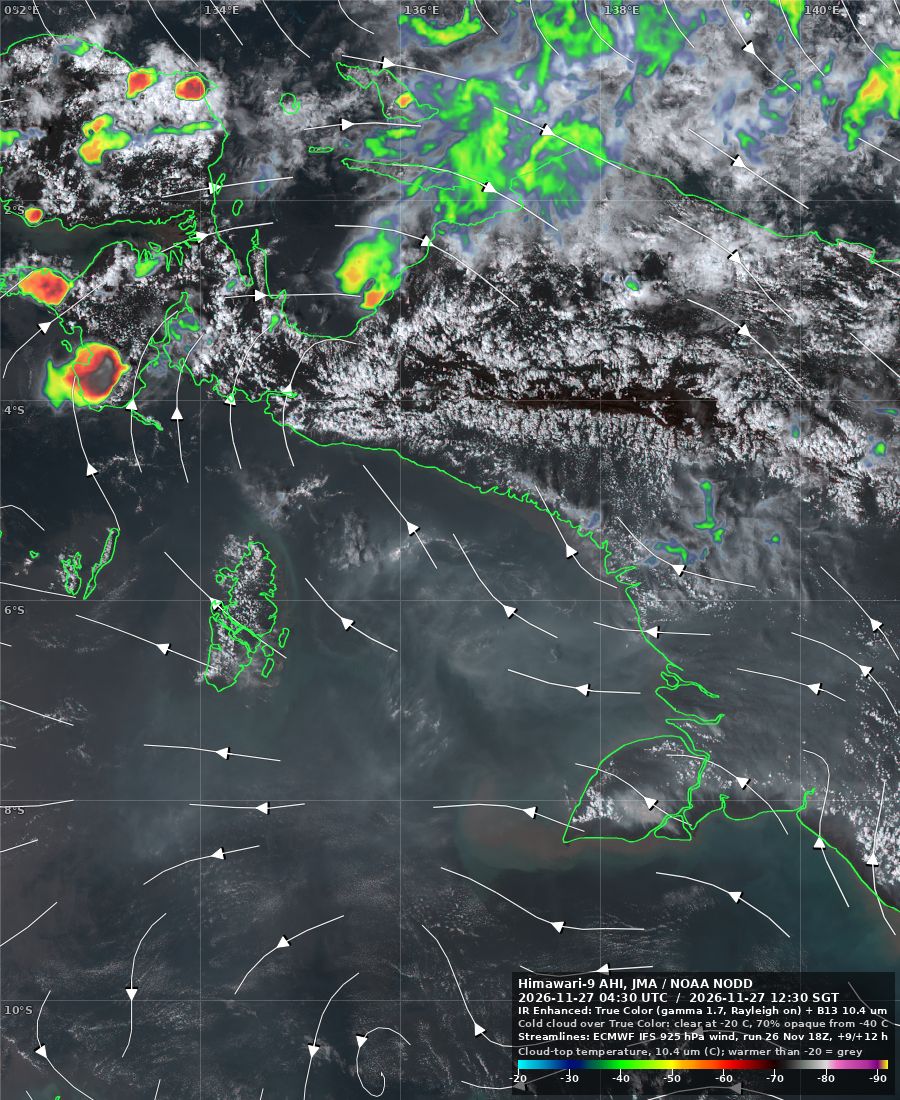 132°E 134°E 136°E 138°E 140°E
2°S
4°S
6°S
8°S
10°S
Himawari-9 AHI, JMA / NOAA NODD
2026-11-27 04:30 UTC / 2026-11-27 12:30 SGT
IR Enhanced: True Color (gamma 1.7, Rayleigh on) + B13 10.4 um
Cold cloud over True Color: clear at -20 C, 70% opaque from -40 C
Streamlines: ECMWF IFS 925 hPa wind, run 26 Nov 18Z, +9/+12 h
Cloud-top temperature, 10.4 um (C); warmer than -20 = grey
-20 -30 -40 -50 -60 -70 -80 -90